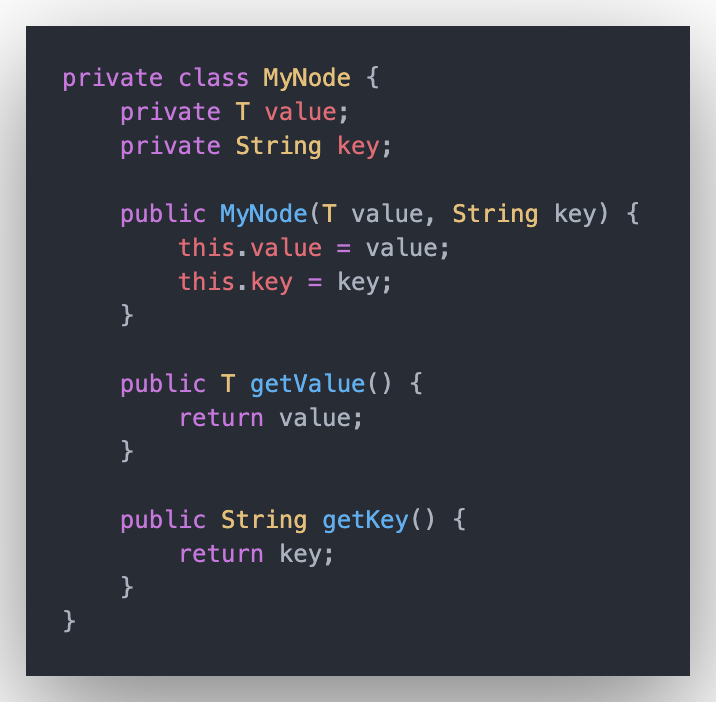 private class MyNode {
    private T value;
    private String key;

    public MyNode(T value, String key) {
        this.value = value;
        this.key = key;
    }

    public T getValue() {
        return value;
    }

    public String getKey() {
        return key;
    }
}